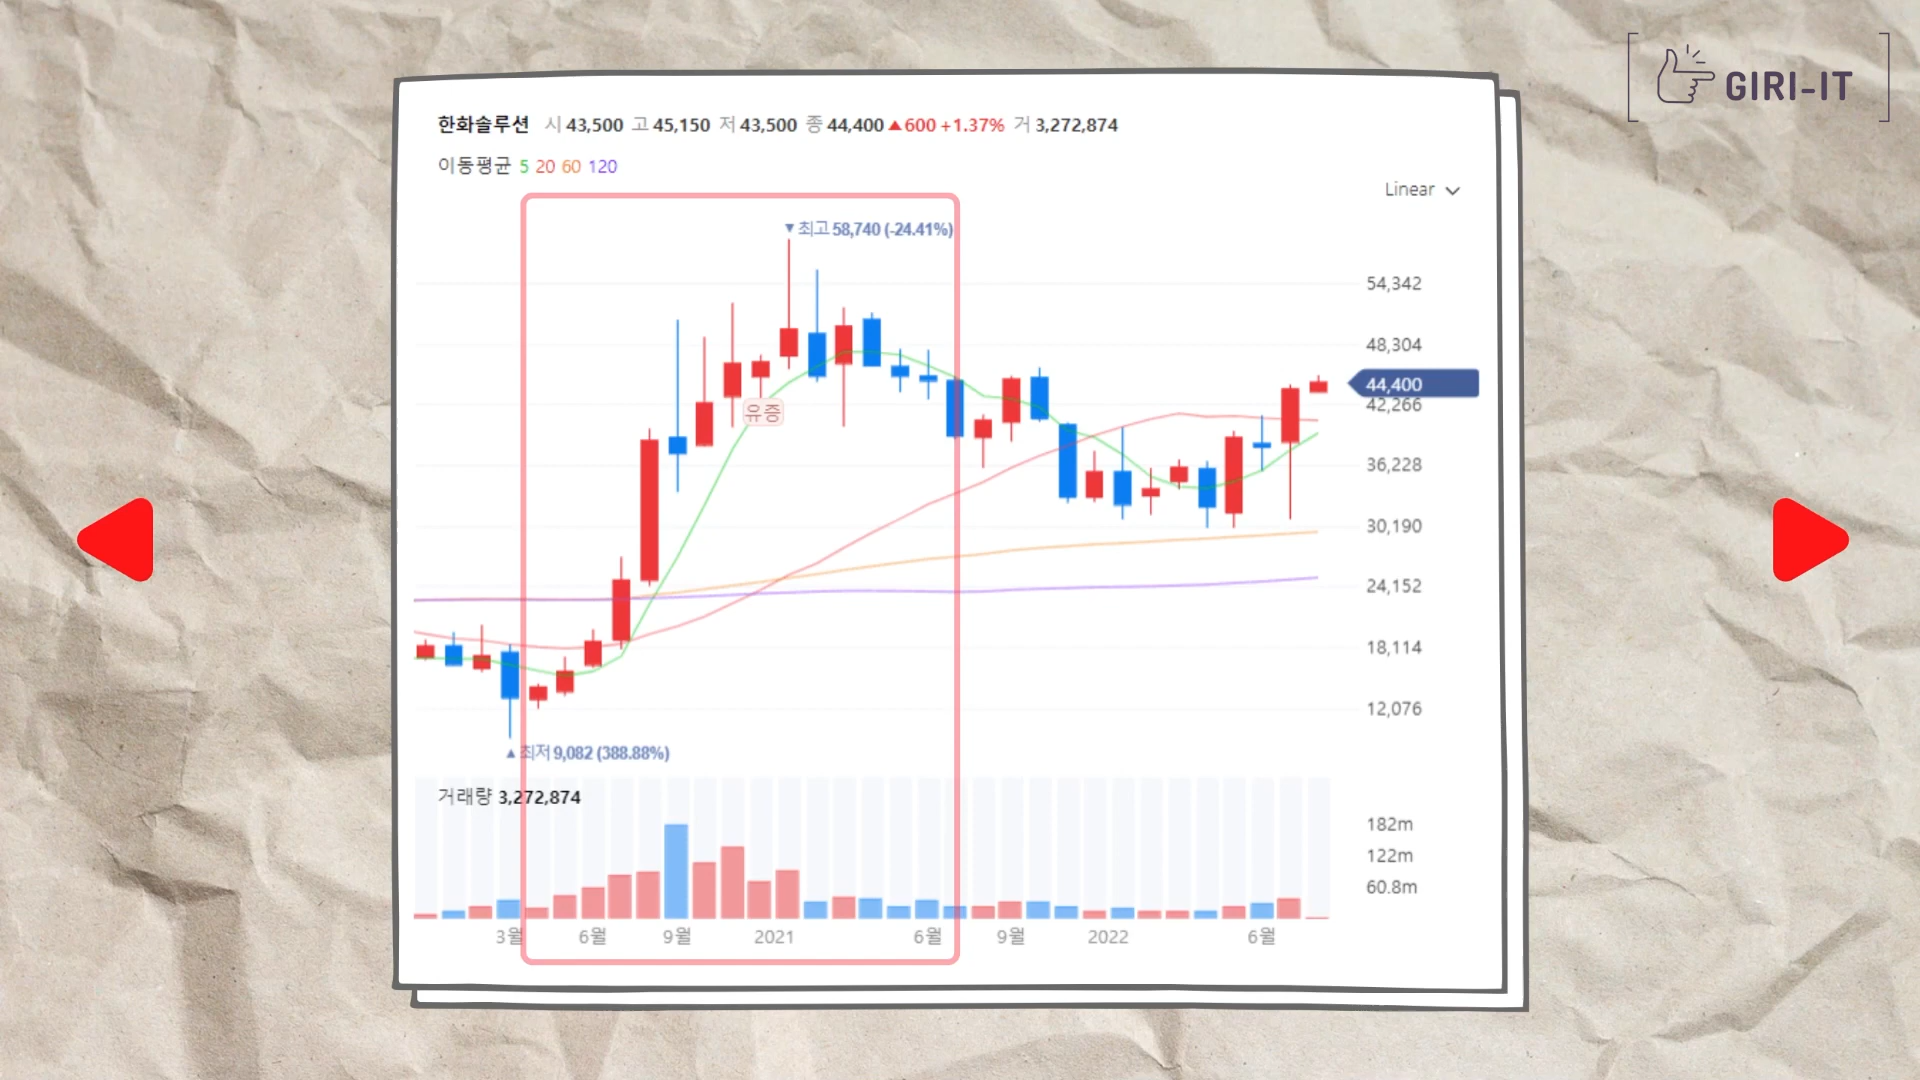 GIRI-IT
한화솔루션 시 43,500 고 45,150 저 43,500 종 44,400 ▲600 +1.37% 거 3,272,874
이동평균 5 20 60 120
Linear
▼최고 58,740 (-24.41%)
54,342
48,304
44,400
42,266
유증
36,228
30,190
24,152
18,114
12,076
▲최저 9,082 (388.88%)
거래량 3,272,874
182m
122m
60.8m
3월 6월 9월 2021 6월 9월 2022 6월